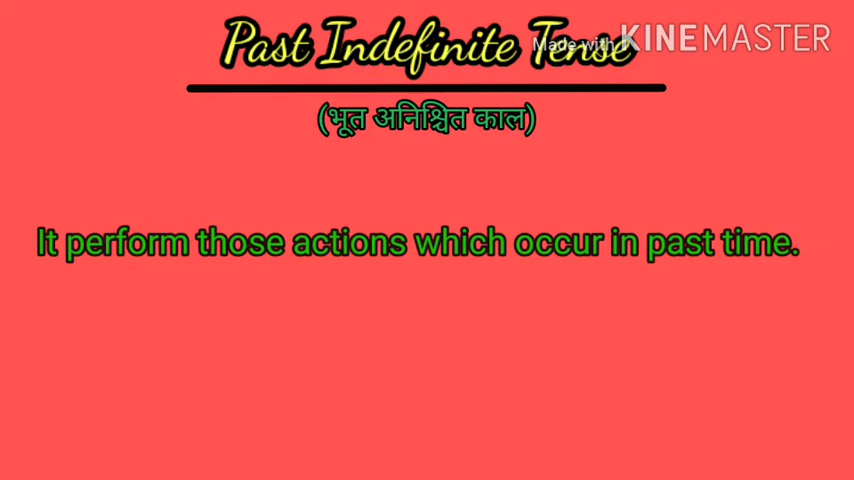 Past Indefinite Tense
Made with KINEMASTER
(भूत अनिश्चित काल)
It perform those actions which occur in past time.